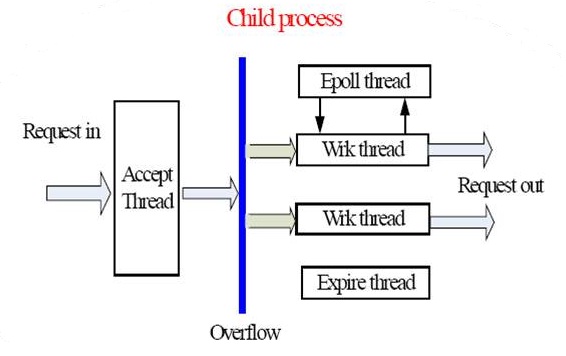 Child process
Epoll thread
Request in
Accept
Thread
Wrk thread
Request out
Wrk thread
Expire thread
Overflow